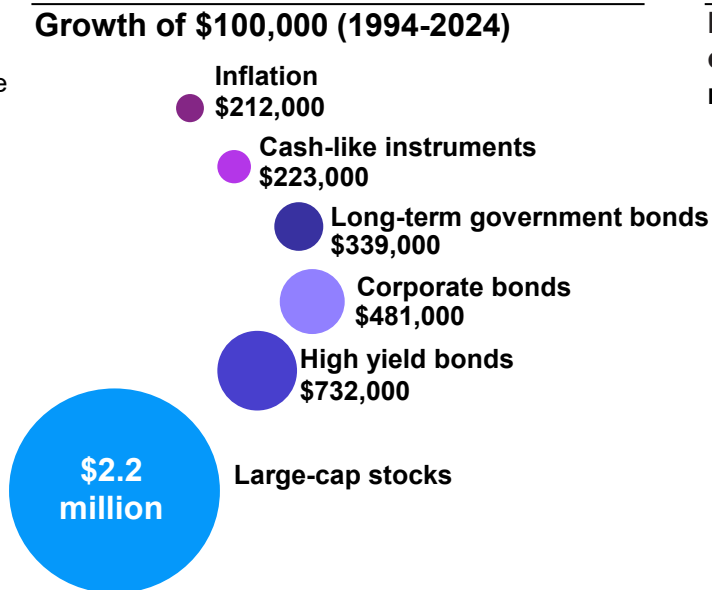 Growth of $100,000 (1994-2024)
e
Inflation
$212,000
Cash-like instruments
$223,000
Long-term government bonds
$339,000
Corporate bonds
$481,000
High yield bonds
$732,000
$2.2
million
Large-cap stocks